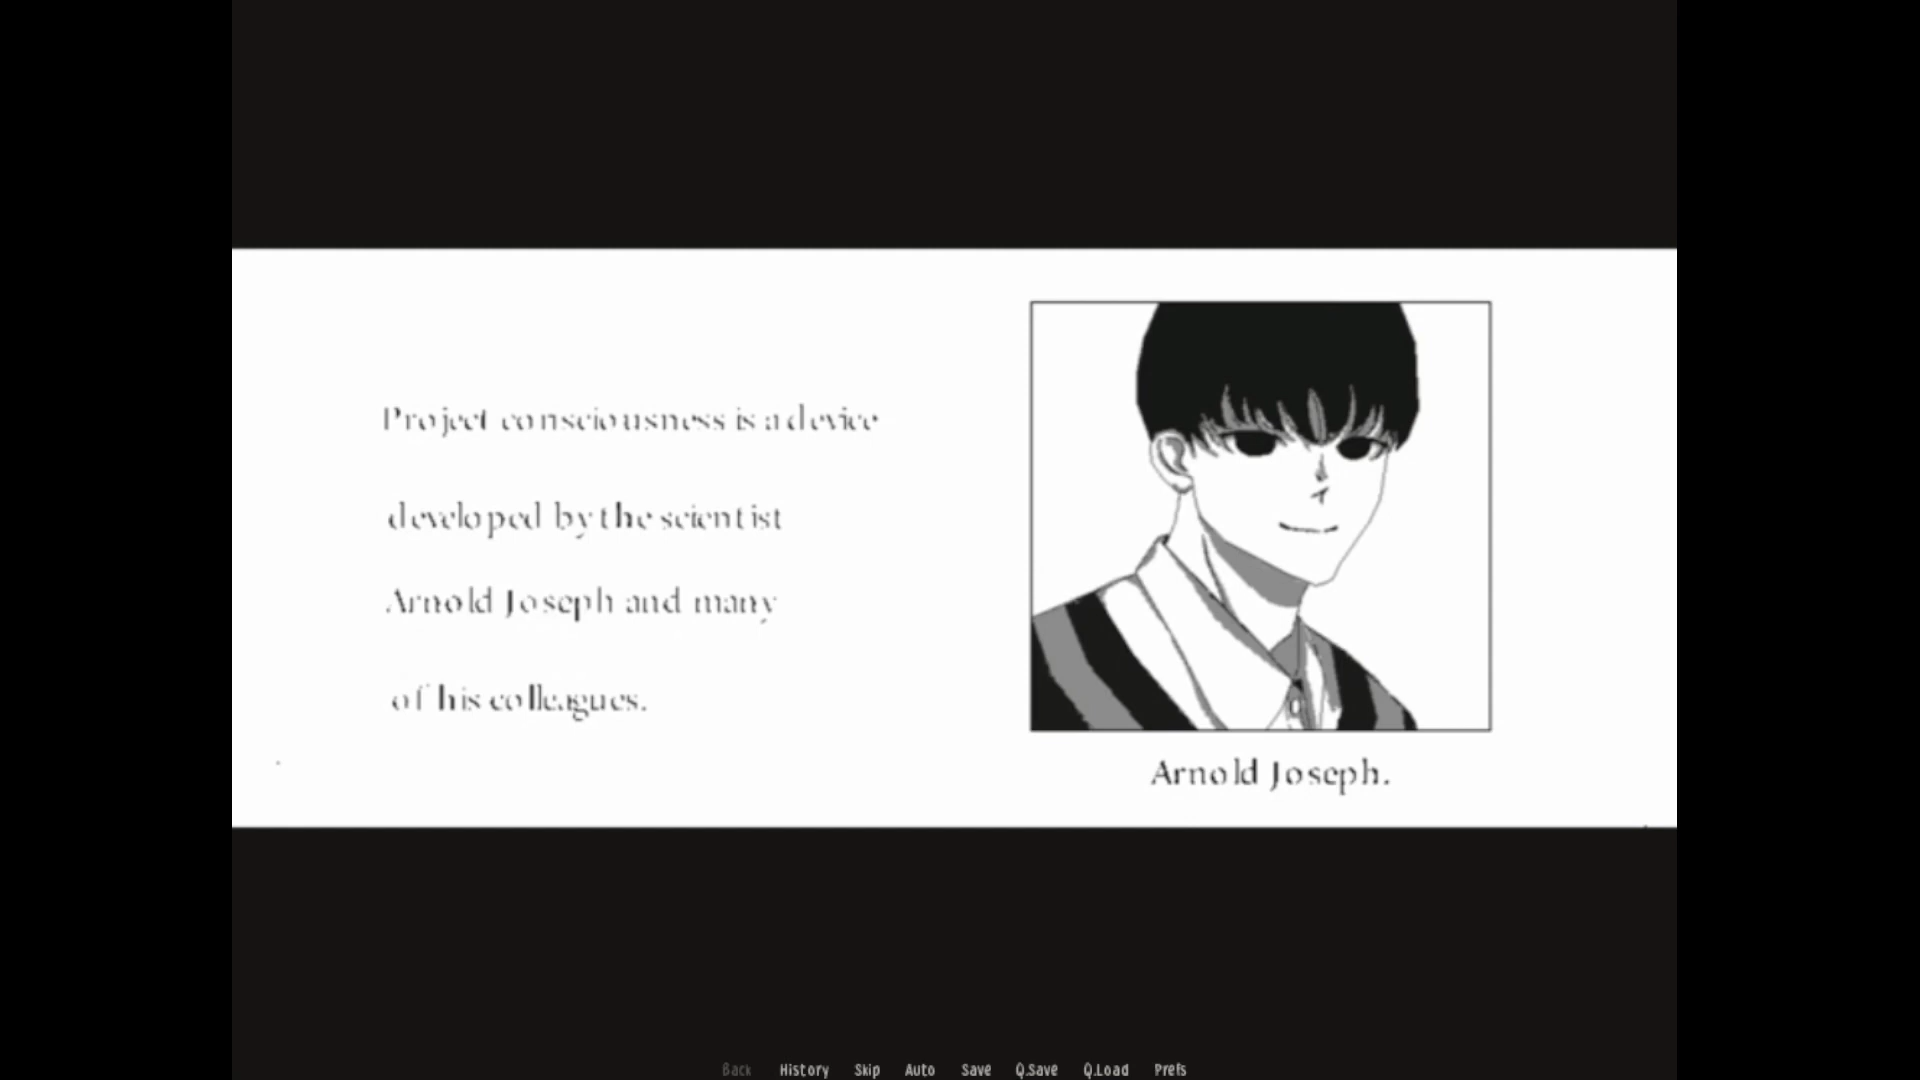 Project consciousness is a device
developed by the scientist
Arnold Joseph and many
of his colleagues.
Arnold Joseph.
Back History Skip Auto Save Q.Save Q.Load Prefs